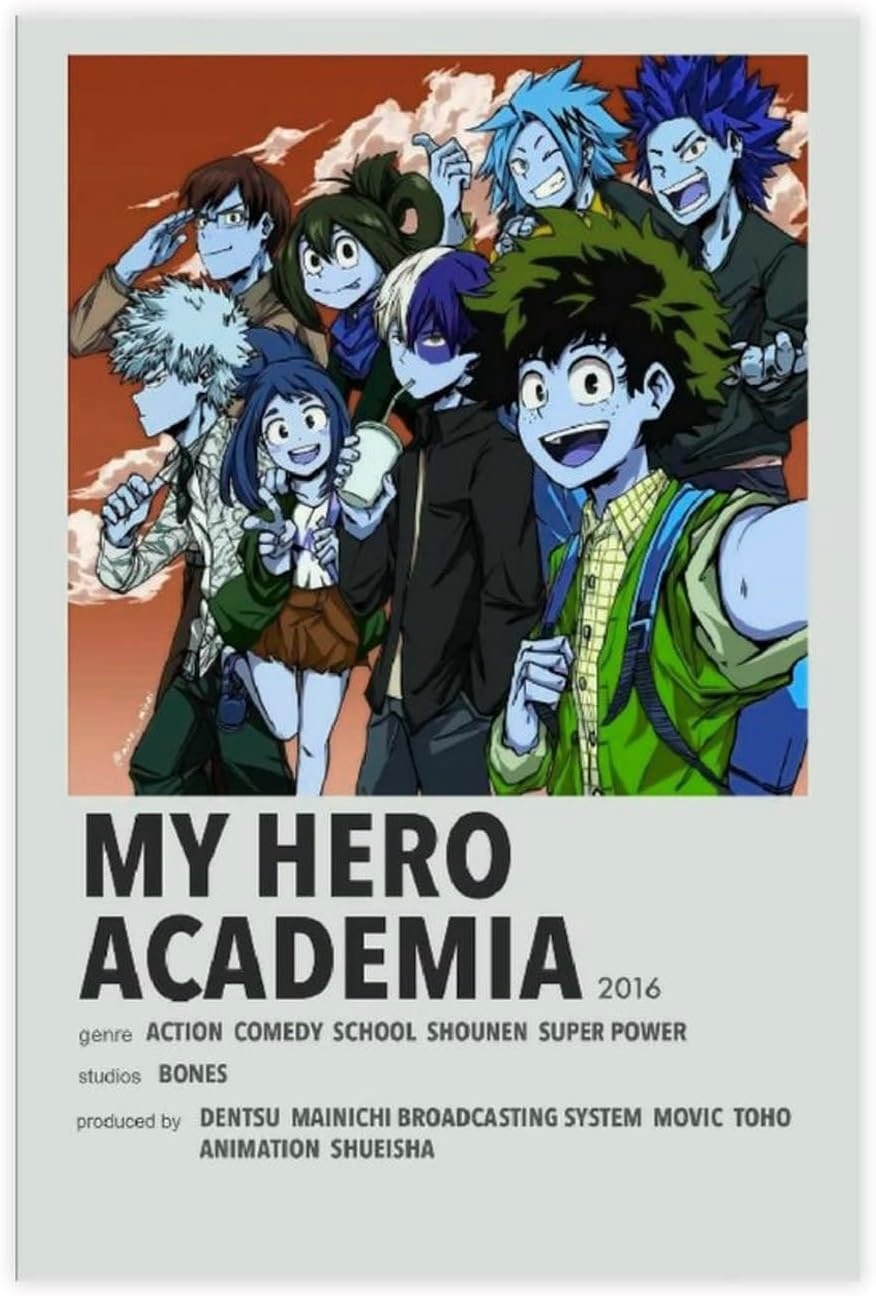 MY HERO
ACADEMIA 2016
genre ACTION COMEDY SCHOOL SHOUNEN SUPER POWER
studios BONES
produced by DENTSU MAINICHI BROADCASTING SYSTEM MOVIC TOHO
ANIMATION SHUEISHA